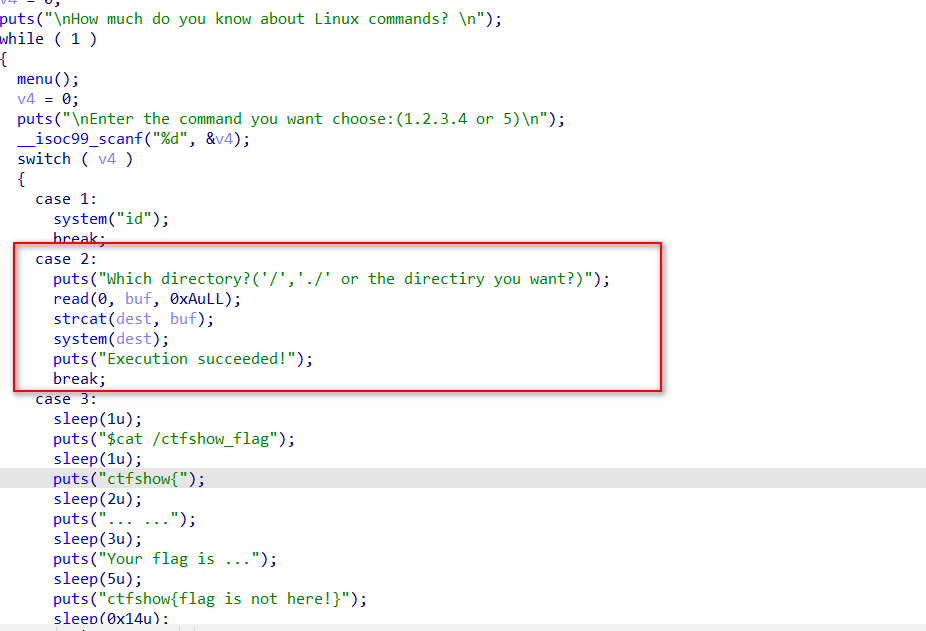 v4 = 0;
puts("\nHow much do you know about Linux commands? \n");
while ( 1 )
{
menu();
v4 = 0;
puts("\nEnter the command you want choose:(1.2.3.4 or 5)\n");
__isoc99_scanf("%d", &v4);
switch ( v4 )
{
case 1:
system("id");
break;
case 2:
puts("Which directory?('/','./' or the directiry you want?)");
read(0, buf, 0xAuLL);
strcat(dest, buf);
system(dest);
puts("Execution succeeded!");
break;
case 3:
sleep(1u);
puts("$cat /ctfshow_flag");
sleep(1u);
puts("ctfshow{");
sleep(2u);
puts("... ...");
sleep(3u);
puts("Your flag is ...");
sleep(5u);
puts("ctfshow{flag is not here!}");
sleep(0x14u);